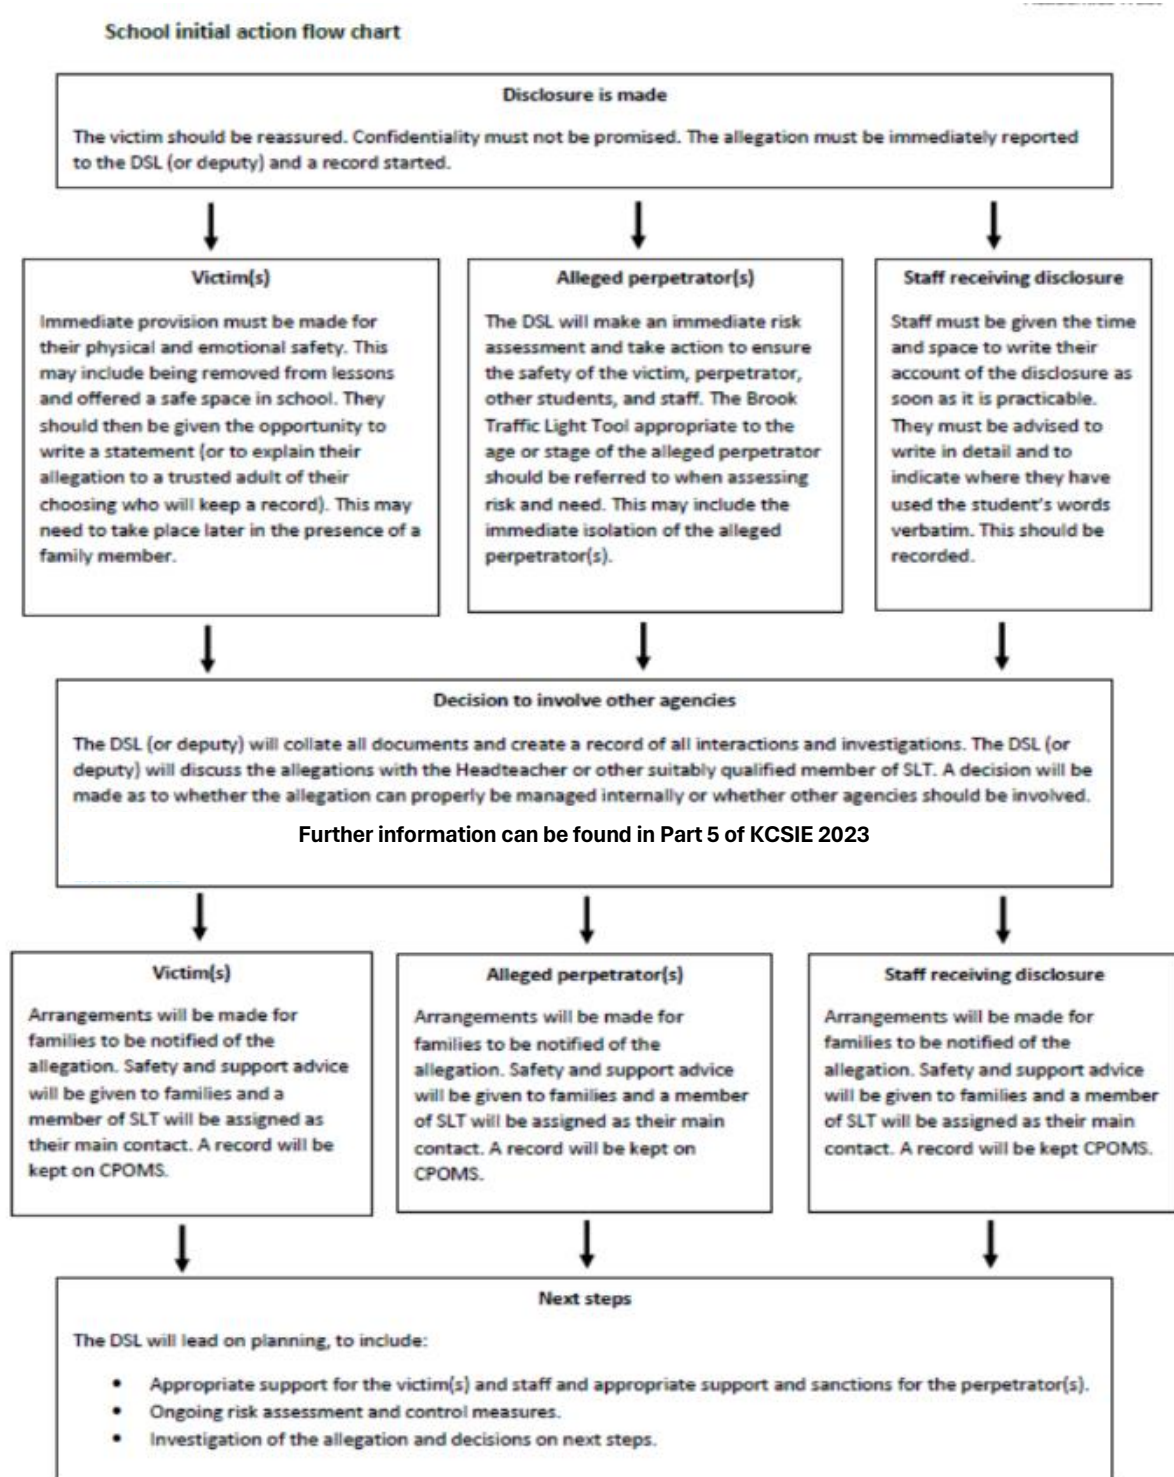 School initial action flow chart
Disclosure is made
The victim should be reassured. Confidentiality must not be promised. The allegation must be immediately reported
to the DSL (or deputy) and a record started.
Victim(s)
Immediate provision must be made for
their physical and emotional safety. This
may include being removed from lessons
and offered a safe space in school. They
should then be given the opportunity to
write a statement (or to explain their
allegation to a trusted adult of their
choosing who will keep a record). This may
need to take place later in the presence of a
family member.
Alleged perpetrator(s)
The DSL will make an immediate risk
assessment and take action to ensure
the safety of the victim, perpetrator,
other students, and staff. The Brook
Traffic Light Tool appropriate to the
age or stage of the alleged perpetrator
should be referred to when assessing
risk and need. This may include the
immediate isolation of the alleged
perpetrator(s).
Staff receiving disclosure
Staff must be given the time
and space to write their
account of the disclosure as
soon as it is practicable.
They must be advised to
write in detail and to
indicate where they have
used the student's words
verbatim. This should be
recorded.
Decision to involve other agencies
The DSL (or deputy) will collate all documents and create a record of all interactions and investigations. The DSL (or
deputy) will discuss the allegations with the Headteacher or other suitably qualified member of SLT. A decision will be
made as to whether the allegation can properly be managed internally or whether other agencies should be involved.
Further information can be found in Part 5 of KCSIE 2023
Victim(s)
Arrangements will be made for
families to be notified of the
allegation. Safety and support advice
will be given to families and a
member of SLT will be assigned as
their main contact. A record will be
kept on CPOMS.
Alleged perpetrator(s)
Arrangements will be made for
families to be notified of the
allegation. Safety and support advice
will be given to families and a member
of SLT will be assigned as their main
contact. A record will be kept on
CPOMS.
Staff receiving disclosure
Arrangements will be made for
families to be notified of the
allegation. Safety and support advice
will be given to families and a member
of SLT will be assigned as their main
contact. A record will be kept CPOMS.
Next steps
The DSL will lead on planning, to include:
• Appropriate support for the victim(s) and staff and appropriate support and sanctions for the perpetrator(s).
• Ongoing risk assessment and control measures.
• Investigation of the allegation and decisions on next steps.